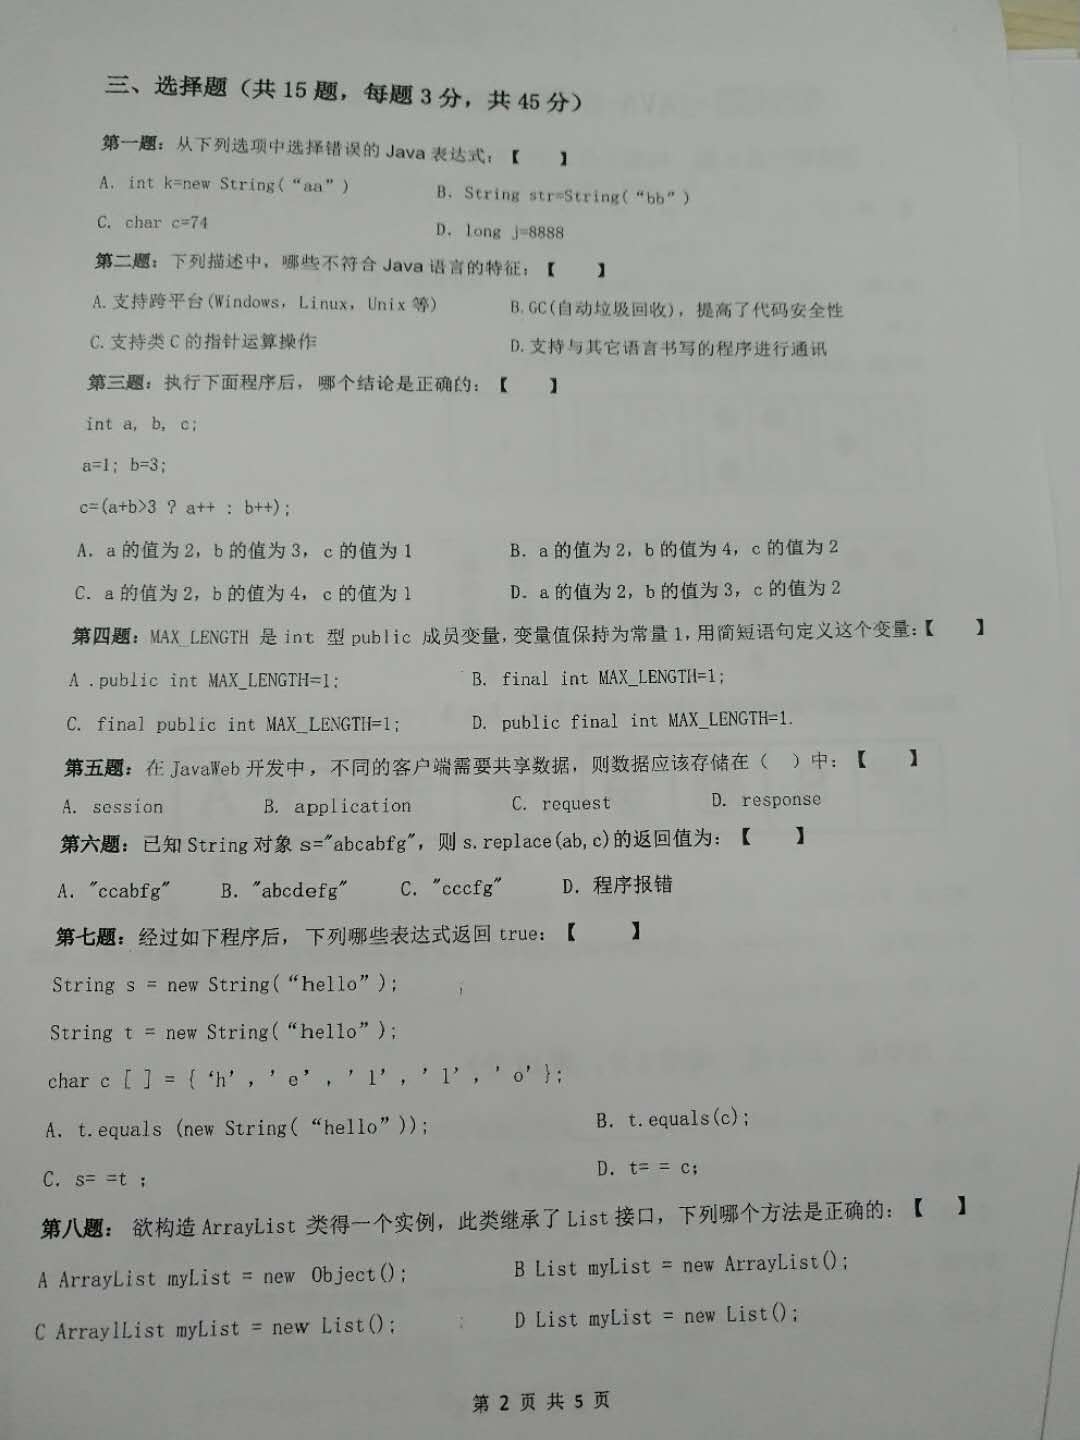 三、选择题（共 15 题，每题 3 分，共 45 分）
第一题：从下列选项中选择错误的 Java 表达式：【　　】
A. int k=new String(“aa”)　　B. String str=String(“bb”)
C. char c=74　　D. long j=8888
第二题：下列描述中，哪些不符合 Java 语言的特征：【　　】
A.支持跨平台(Windows，Linux，Unix 等)　　B.GC(自动垃圾回收)，提高了代码安全性
C.支持类 C 的指针运算操作　　D.支持与其它语言书写的程序进行通讯
第三题：执行下面程序后，哪个结论是正确的：【　　】
int a, b, c;
a=1; b=3;
c=(a+b>3 ? a++ : b++);
A. a 的值为 2，b 的值为 3，c 的值为 1　　B. a 的值为 2，b 的值为 4，c 的值为 2
C. a 的值为 2，b 的值为 4，c 的值为 1　　D. a 的值为 2，b 的值为 3，c 的值为 2
第四题：MAX_LENGTH 是 int 型 public 成员变量，变量值保持为常量 1，用简短语句定义这个变量：【　　】
A .public int MAX_LENGTH=1;　　B. final int MAX_LENGTH=1;
C. final public int MAX_LENGTH=1;　　D. public final int MAX_LENGTH=1.
第五题：在 JavaWeb 开发中，不同的客户端需要共享数据，则数据应该存储在（　）中：【　　】
A. session　　B. application　　C. request　　D. response
第六题：已知 String 对象 s="abcabfg"，则 s.replace(ab,c)的返回值为：【　　】
A. "ccabfg"　　B. "abcdefg"　　C. "cccfg"　　D. 程序报错
第七题：经过如下程序后，下列哪些表达式返回 true：【　　】
String s = new String(“hello”);
String t = new String(“hello”);
char c [ ] = { ‘h’, ’e’, ’l’, ’l’, ’o’};
A. t.equals (new String( “hello”));　　B. t.equals(c);
C. s= =t ;　　D. t= = c;
第八题： 欲构造 ArrayList 类得一个实例，此类继承了 List 接口，下列哪个方法是正确的：【　　】
A ArrayList myList = new Object();　　B List myList = new ArrayList();
C ArraylList myList = new List();　　D List myList = new List();
第 2 页 共 5 页